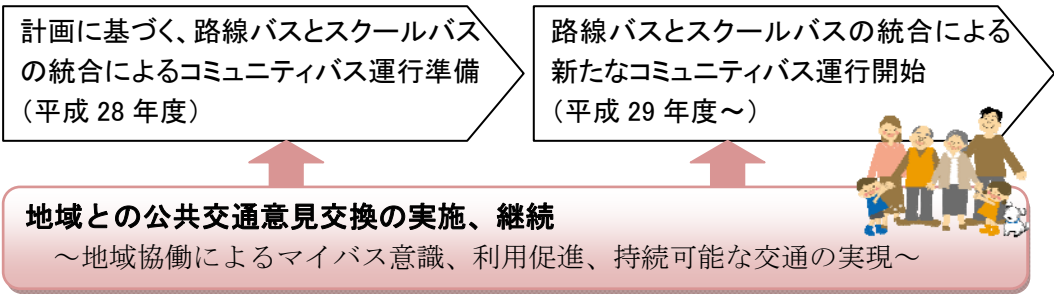 計画に基づく、路線バスとスクールバス
の統合によるコミュニティバス運行準備
（平成 28 年度）
路線バスとスクールバスの統合による
新たなコミュニティバス運行開始
（平成 29 年度～）
地域との公共交通意見交換の実施、継続
～地域協働によるマイバス意識、利用促進、持続可能な交通の実現～